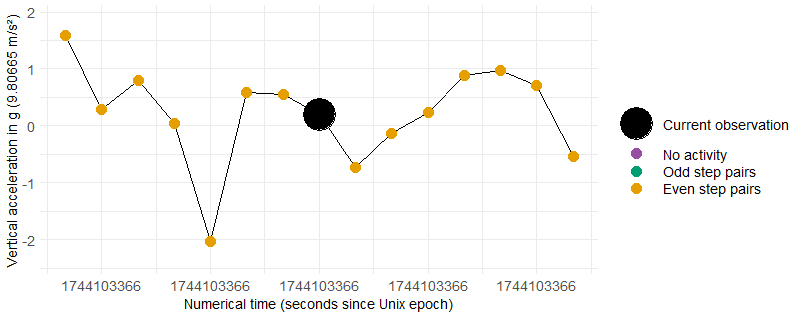 Vertical acceleration in g (9.80665 m/s²)
2
1
0
-1
-2
1744103366 1744103366 1744103366 1744103366 1744103366
Numerical time (seconds since Unix epoch)
Current observation
No activity
Odd step pairs
Even step pairs